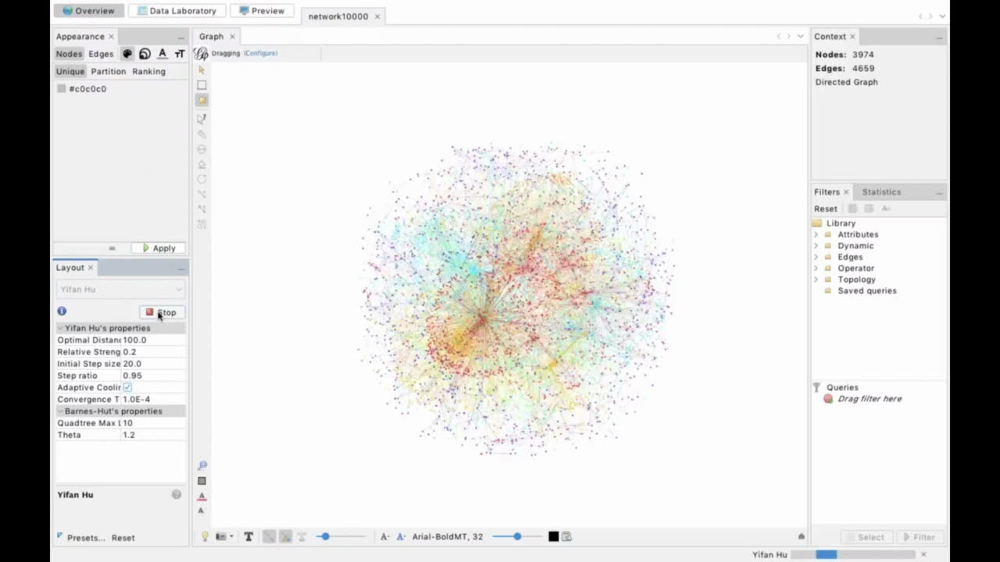 Overview Data Laboratory Preview network10000
Appearance
Nodes Edges A TT
Unique Partition Ranking
#c0c0c0
Apply
Layout
Yifan Hu
Stop
Yifan Hu's properties
Optimal Distanc 100.0
Relative Streng 0.2
Initial Step size 20.0
Step ratio 0.95
Adaptive Coolin
Convergence T 1.0E-4
Barnes-Hut's properties
Quadtree Max L 10
Theta 1.2
Yifan Hu
Presets... Reset
Graph
Dragging (Configure)
T A- A- Arial-BoldMT, 32
Context
Nodes: 3974
Edges: 4659
Directed Graph
Filters Statistics
Reset
Library
Attributes
Dynamic
Edges
Operator
Topology
Saved queries
Queries
Drag filter here
Select Filter
Yifan Hu